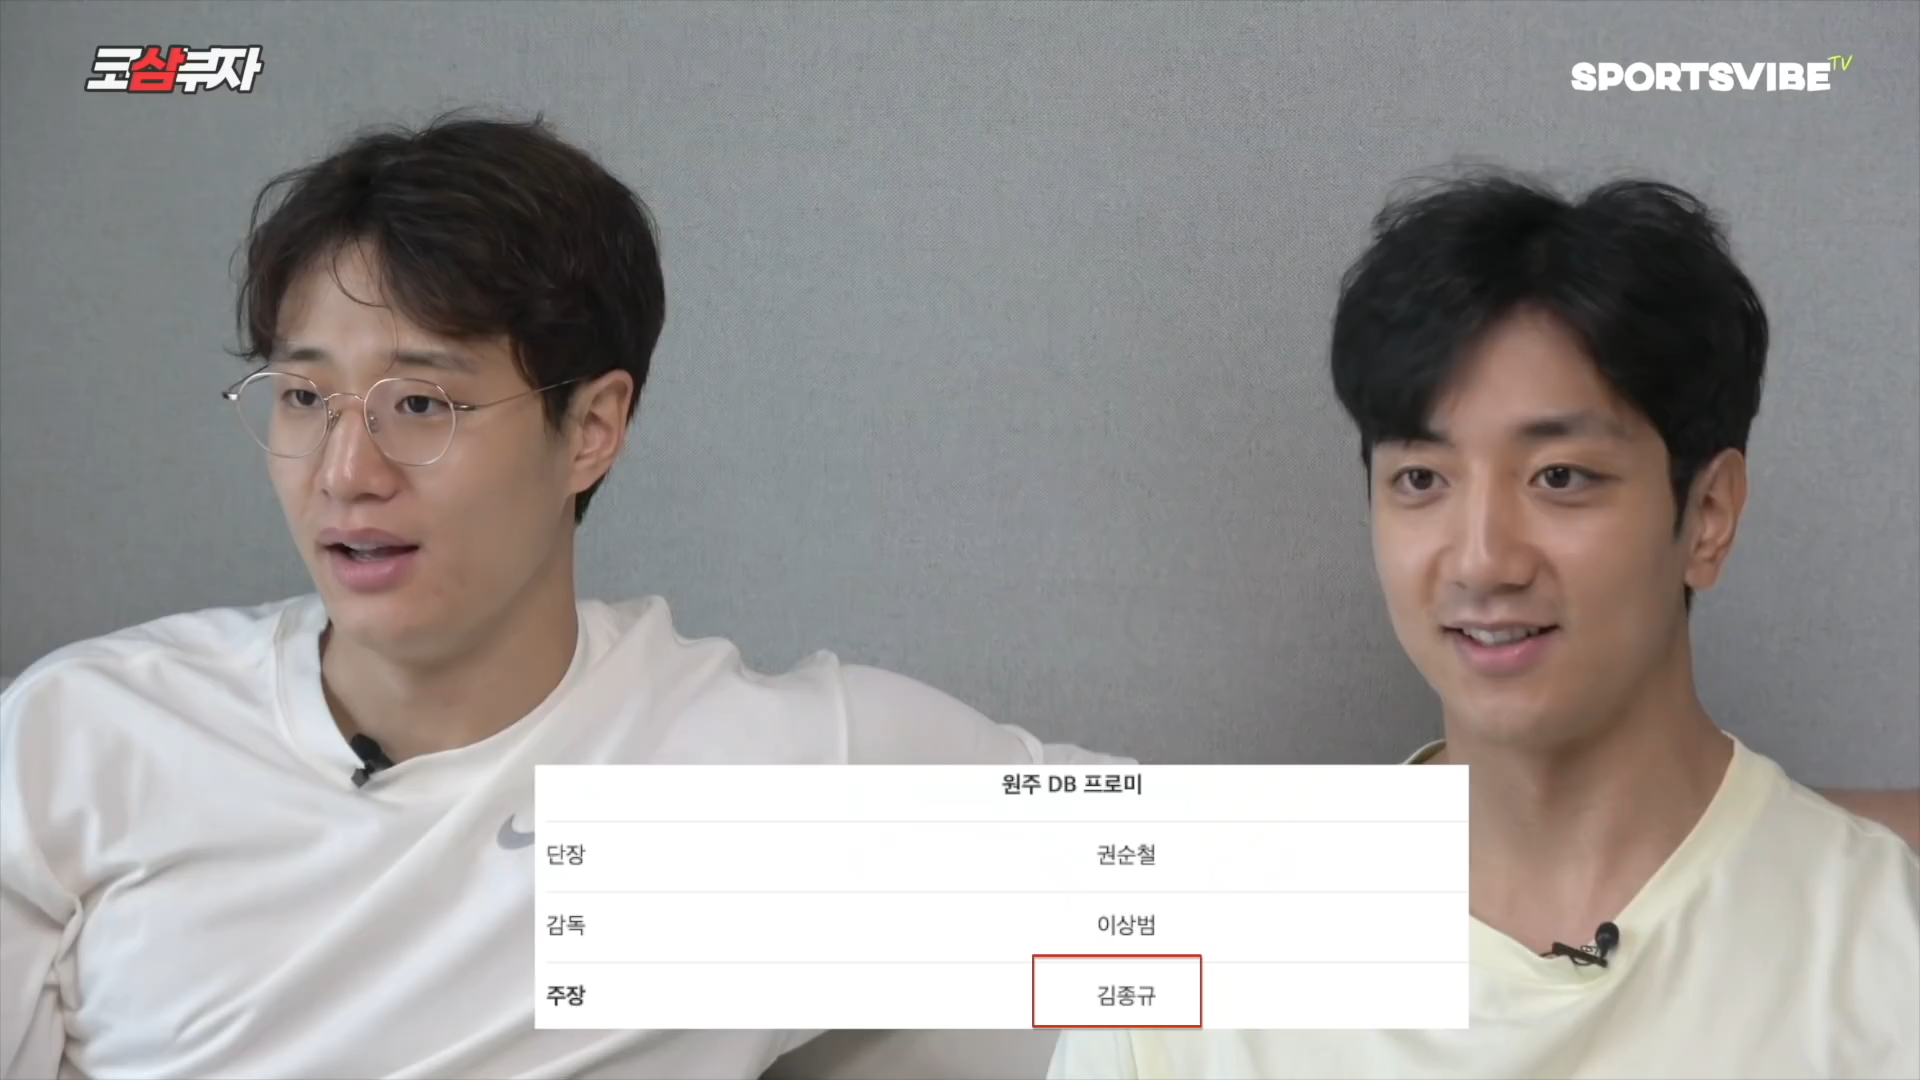 코삼부자
SPORTSVIBE TV
원주 DB 프로미
단장 권순철
감독 이상범
주장 김종규